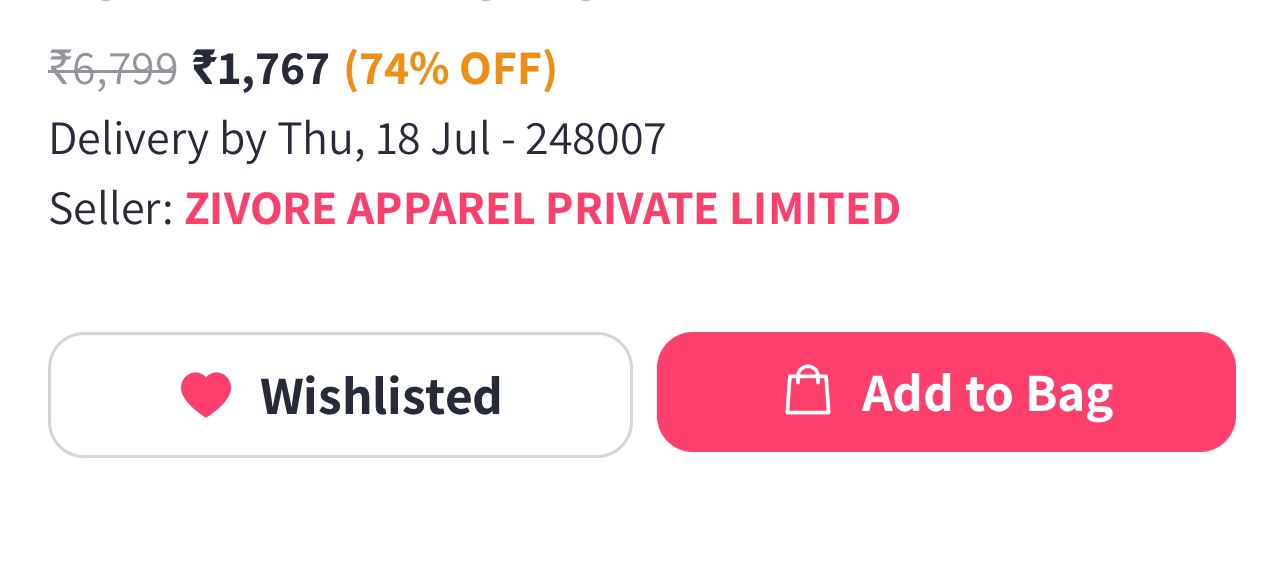 ₹6,799 ₹1,767 (74% OFF)
Delivery by Thu, 18 Jul - 248007
Seller: ZIVORE APPAREL PRIVATE LIMITED
Wishlisted
Add to Bag